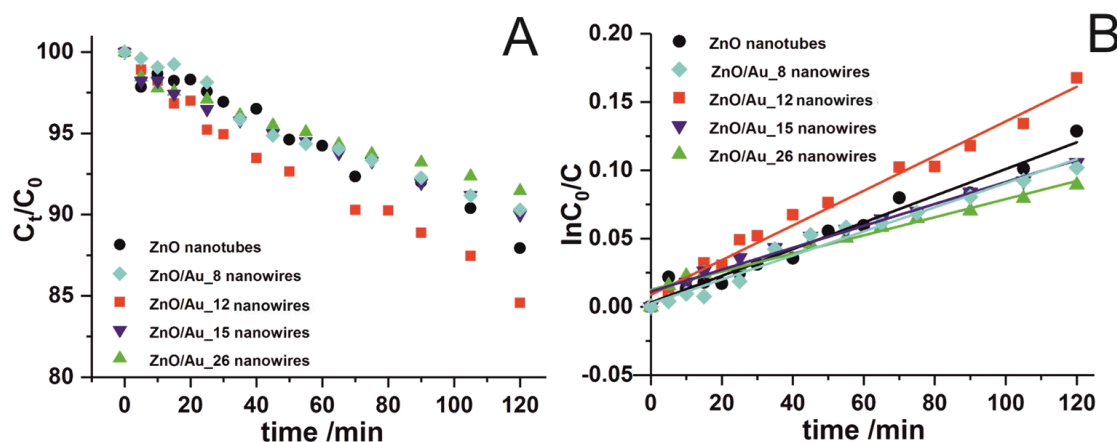 A
100
95
90
85
80
Ct/C0
ZnO nanotubes
ZnO/Au_8 nanowires
ZnO/Au_12 nanowires
ZnO/Au_15 nanowires
ZnO/Au_26 nanowires
0 20 40 60 80 100 120
time /min
B
0.20
0.15
0.10
0.05
0.00
-0.05
lnC0/C
ZnO nanotubes
ZnO/Au_8 nanowires
ZnO/Au_12 nanowires
ZnO/Au_15 nanowires
ZnO/Au_26 nanowires
0 20 40 60 80 100 120
time /min